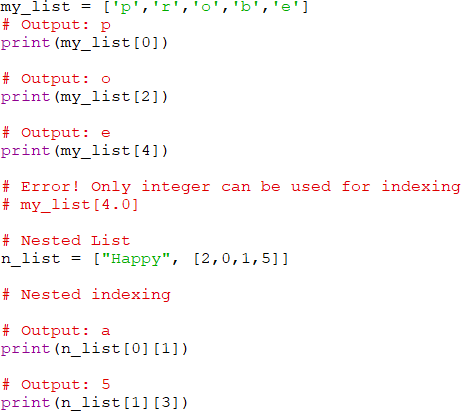 my_list = ['p','r','o','b','e']
# Output: p
print(my_list[0])
# Output: o
print(my_list[2])
# Output: e
print(my_list[4])
# Error! Only integer can be used for indexing
# my_list[4.0]
# Nested List
n_list = ["Happy", [2,0,1,5]]
# Nested indexing
# Output: a
print(n_list[0][1])
# Output: 5
print(n_list[1][3])